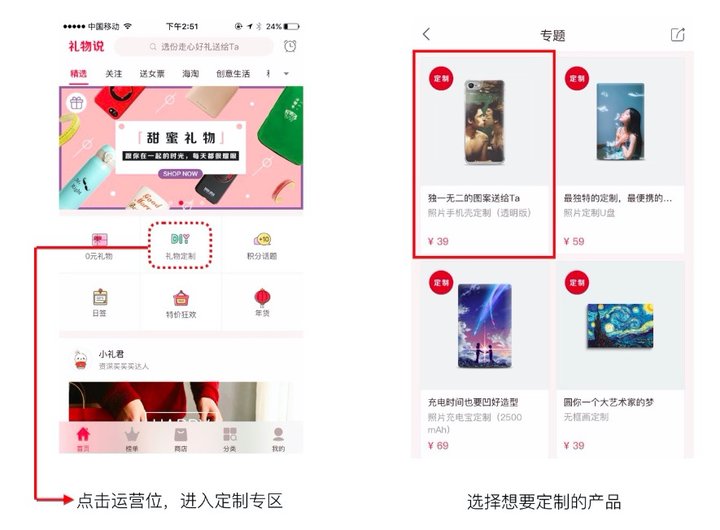 中国移动
下午2:51
24%
礼物说
选份走心好礼送给Ta
精选 关注 送女票 海淘 创意生活
甜蜜礼物
跟你在一起的时光，每天都很耀眼
SHOP NOW
Mr Right
Good Morning
DIY
+10
0元礼物 礼物定制 积分话题
日签 特价狂欢 年货
小礼君
资深买买买达人
HAPPY
首页 榜单 商店 分类 我的
点击运营位，进入定制专区
专题
定制
独一无二的图案送给Ta
照片手机壳定制（透明版）
¥ 39
定制
最独特的定制，最便携的...
照片定制U盘
¥ 59
定制
充电时间也要凹好造型
照片充电宝定制（2500
mAh）
¥ 69
定制
圆你一个大艺术家的梦
无框画定制
¥ 39
选择想要定制的产品